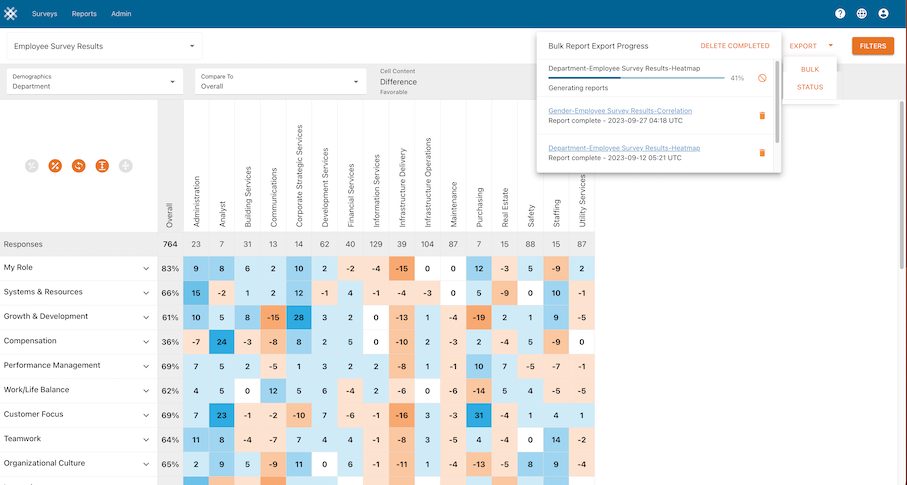 Surveys Reports Admin
Employee Survey Results
EXPORT
FILTERS
Bulk Report Export Progress DELETE COMPLETED
Department-Employee Survey Results-Heatmap
41%
Generating reports
Gender-Employee Survey Results-Correlation
Report complete - 2023-09-27 04:18 UTC
Department-Employee Survey Results-Heatmap
Report complete - 2023-09-12 05:21 UTC
BULK
STATUS
Demographics
Department
Compare To
Overall
Cell Content
Difference
Favorable
Overall
Administration
Analyst
Building Services
Communications
Corporate Strategic Services
Development Services
Financial Services
Information Services
Infrastructure Delivery
Infrastructure Operations
Maintenance
Purchasing
Real Estate
Safety
Staffing
Utility Services
Responses 764 23 7 31 13 14 62 40 129 39 104 87 7 15 88 15 87
My Role 83% 9 8 6 2 10 2 -2 -4 -15 0 0 12 -3 5 -9 2
Systems & Resources 66% 15 -2 1 2 12 -1 4 -1 -4 -3 0 5 -9 0 10 -1
Growth & Development 61% 10 5 8 -15 28 3 2 0 -13 1 -4 -19 2 1 9 -5
Compensation 36% -7 24 -3 -8 8 2 5 0 -10 2 -3 2 -4 5 -9 0
Performance Management 69% 7 5 2 -5 1 3 2 2 -8 1 -1 10 7 -5 -7 -1
Work/Life Balance 62% 4 5 0 12 5 6 -4 2 -6 0 -6 -14 5 4 -5 -5
Customer Focus 69% 7 23 -1 -2 -10 7 -6 -1 -16 3 -3 31 -4 1 4 1
Teamwork 64% 11 8 -4 -7 7 4 4 -1 -8 3 -5 4 -4 0 14 -2
Organizational Culture 65% 2 9 5 -9 11 0 6 -1 -11 1 -4 -13 -5 8 9 -4